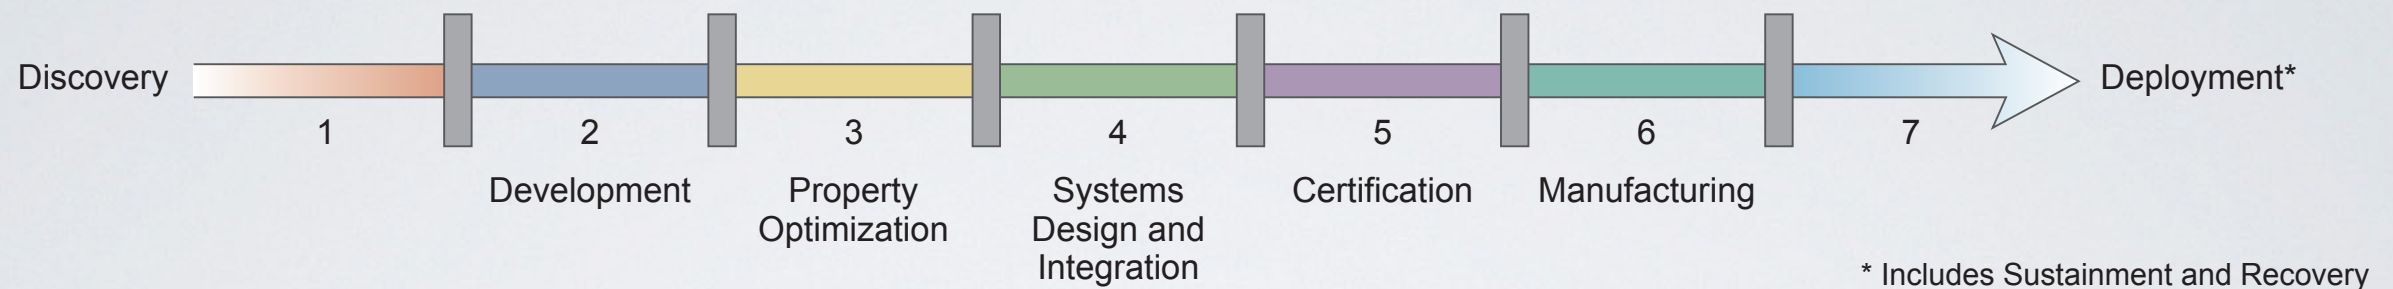 Discovery
Deployment*
1
2
3
4
5
6
7
Development
Property
Optimization
Systems
Design and
Integration
Certification
Manufacturing
* Includes Sustainment and Recovery